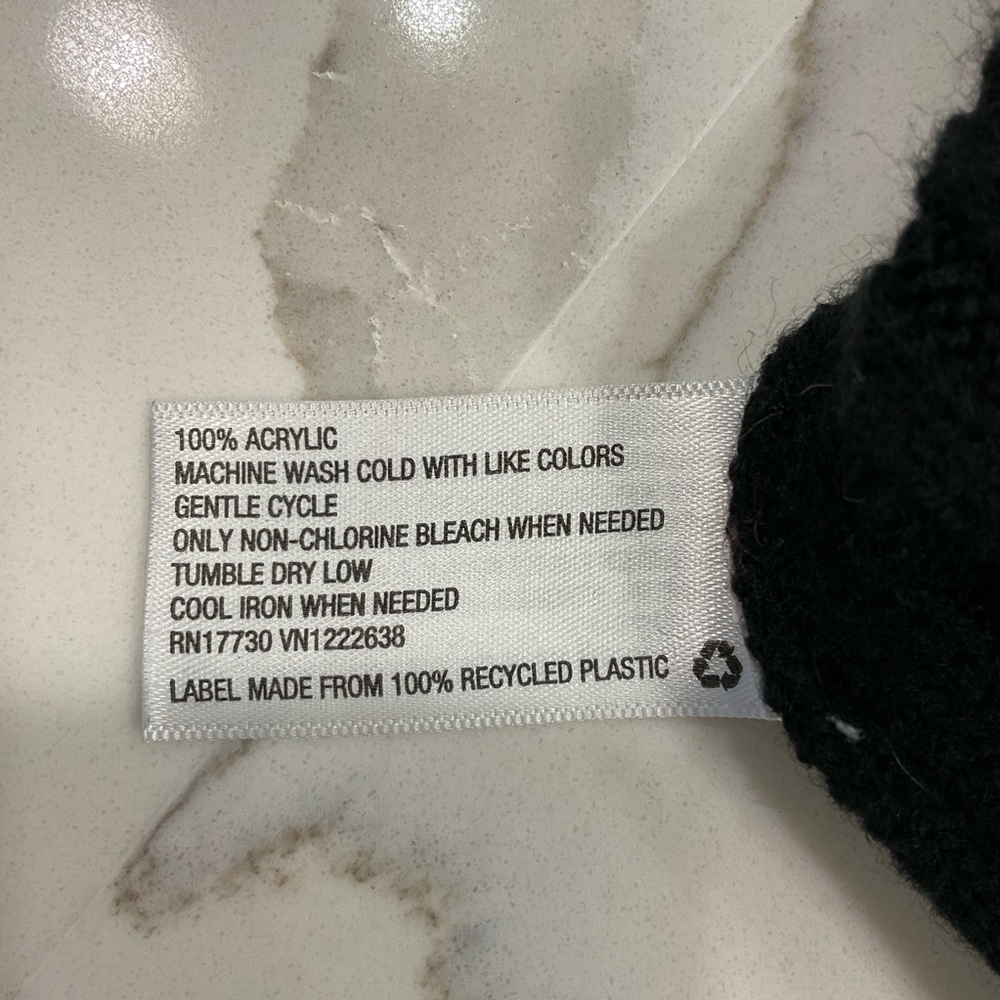 100% ACRYLIC
MACHINE WASH COLD WITH LIKE COLORS
GENTLE CYCLE
ONLY NON-CHLORINE BLEACH WHEN NEEDED
TUMBLE DRY LOW
COOL IRON WHEN NEEDED
RN17730 VN1222638
LABEL MADE FROM 100% RECYCLED PLASTIC